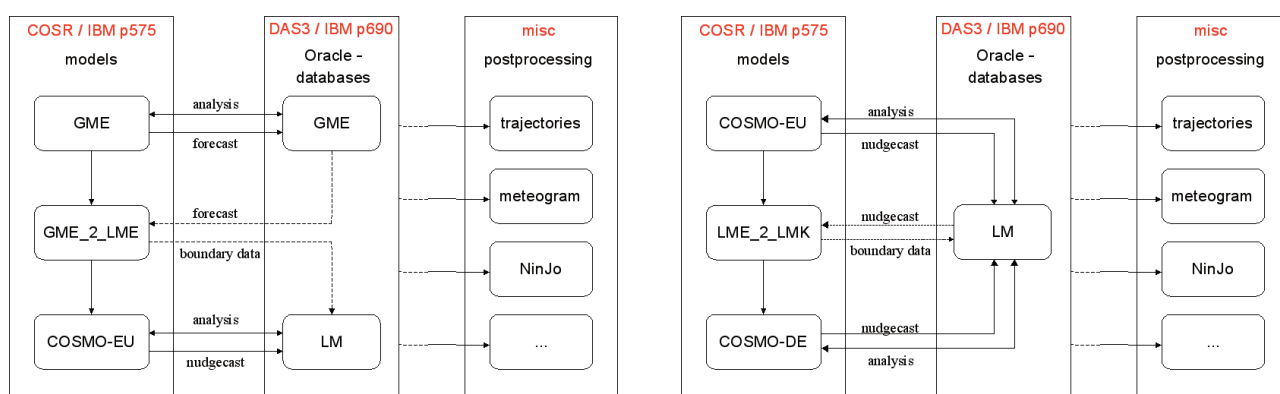 COSR / IBM p575
models
GME
GME_2_LME
COSMO-EU
analysis
forecast
forecast
boundary data
analysis
nudgecast
DAS3 / IBM p690
Oracle -
databases
GME
LM
misc
postprocessing
trajectories
meteogram
NinJo
...
COSR / IBM p575
models
COSMO-EU
LME_2_LMK
COSMO-DE
analysis
nudgecast
nudgecast
boundary data
nudgecast
analysis
DAS3 / IBM p690
Oracle -
databases
LM
misc
postprocessing
trajectories
meteogram
NinJo
...